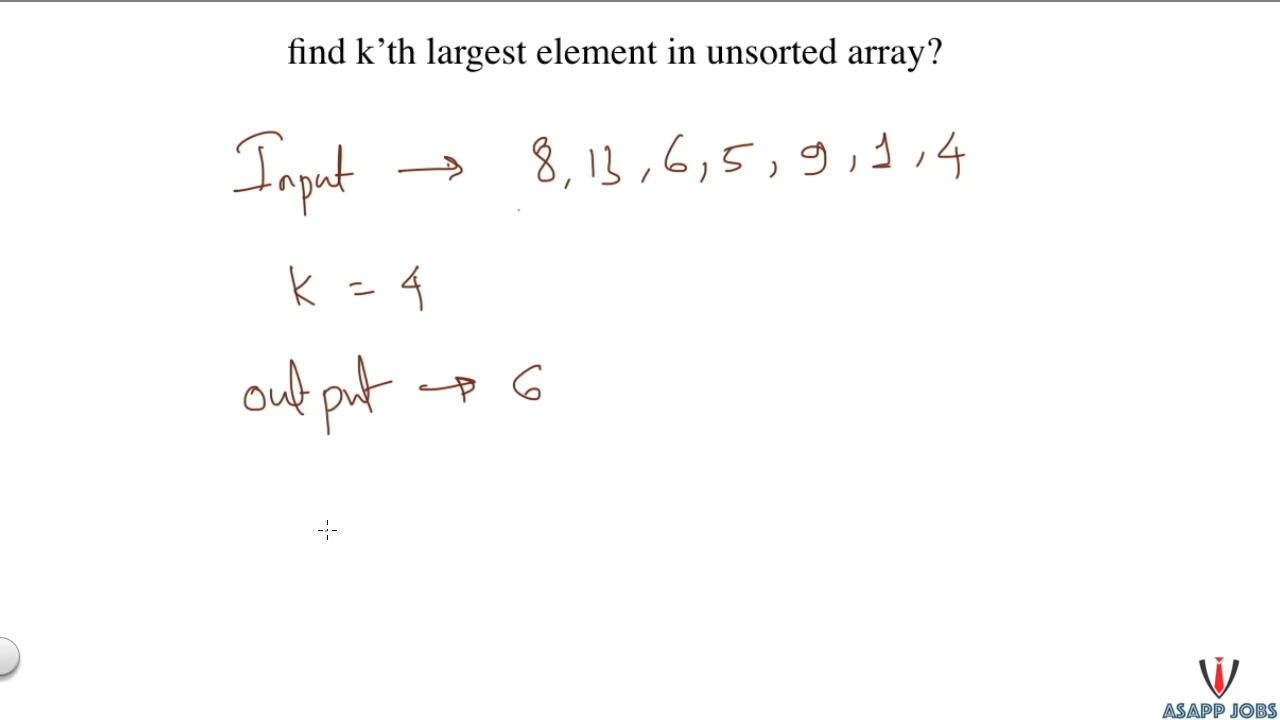 find k’th largest element in unsorted array?
Input → 8, 13, 6, 5, 9, 1, 4
k = 4
output → 6
ASAPP JOBS